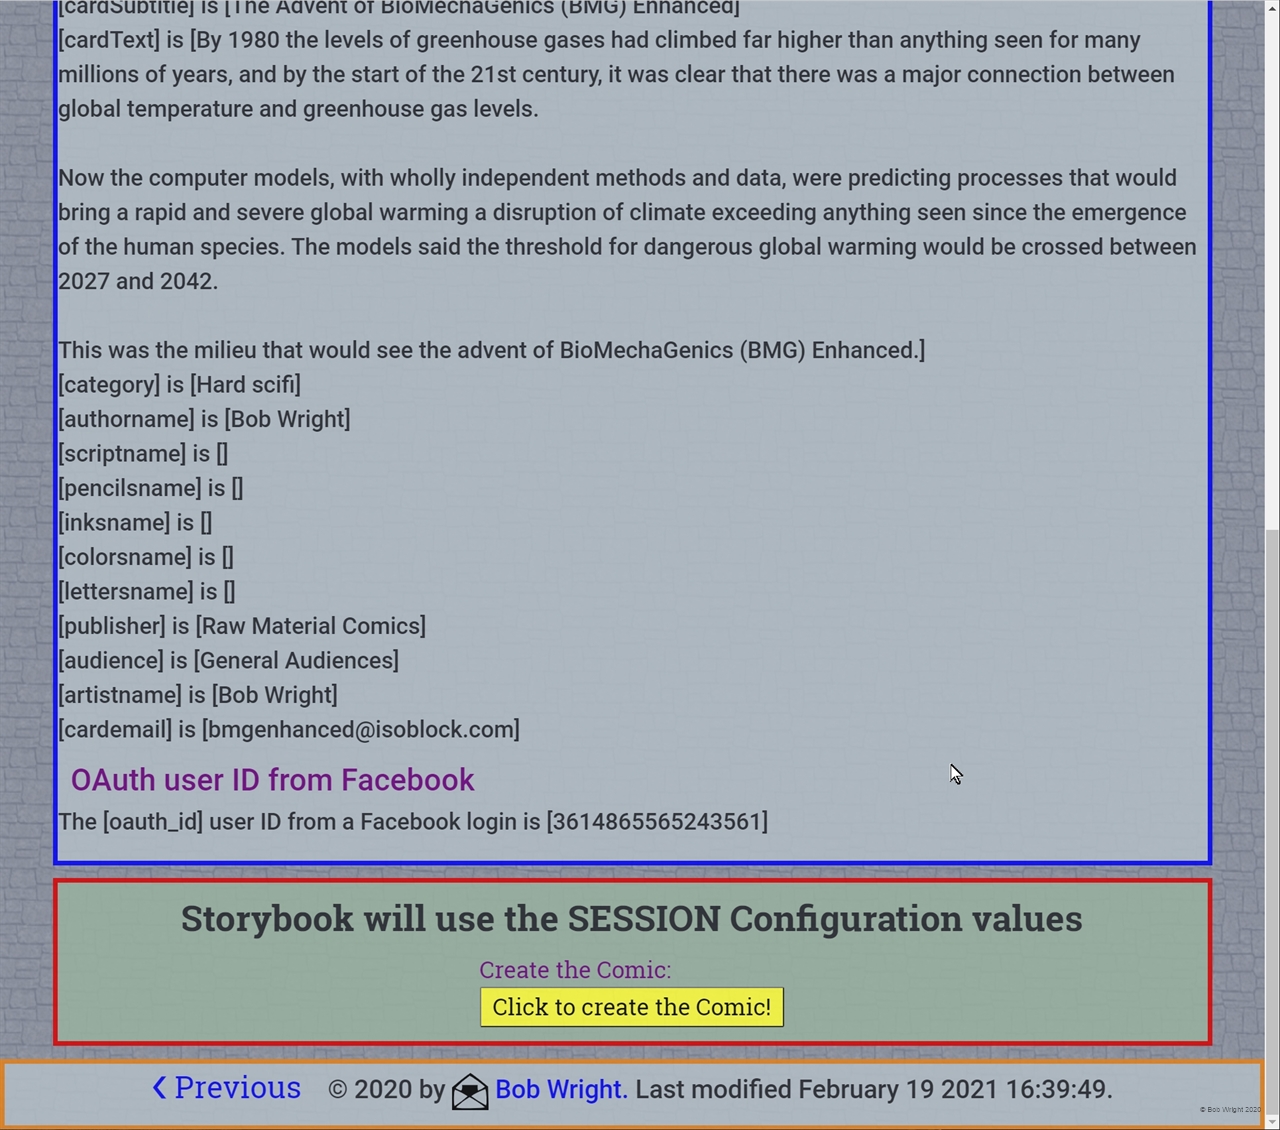 [cardSubtitle] is [The Advent of BioMechaGenics (BMG) Enhanced]
[cardText] is [By 1980 the levels of greenhouse gases had climbed far higher than anything seen for many
millions of years, and by the start of the 21st century, it was clear that there was a major connection between
global temperature and greenhouse gas levels.
Now the computer models, with wholly independent methods and data, were predicting processes that would
bring a rapid and severe global warming a disruption of climate exceeding anything seen since the emergence
of the human species. The models said the threshold for dangerous global warming would be crossed between
2027 and 2042.
This was the milieu that would see the advent of BioMechaGenics (BMG) Enhanced.]
[category] is [Hard scifi]
[authorname] is [Bob Wright]
[scriptname] is []
[pencilsname] is []
[inksname] is []
[colorsname] is []
[lettersname] is []
[publisher] is [Raw Material Comics]
[audience] is [General Audiences]
[artistname] is [Bob Wright]
[cardemail] is [bmgenhanced@isoblock.com]
OAuth user ID from Facebook
The [oauth_id] user ID from a Facebook login is [3614865565243561]
Storybook will use the SESSION Configuration values
Create the Comic:
Click to create the Comic!
Previous © 2020 by Bob Wright. Last modified February 19 2021 16:39:49.
© Bob Wright 2020